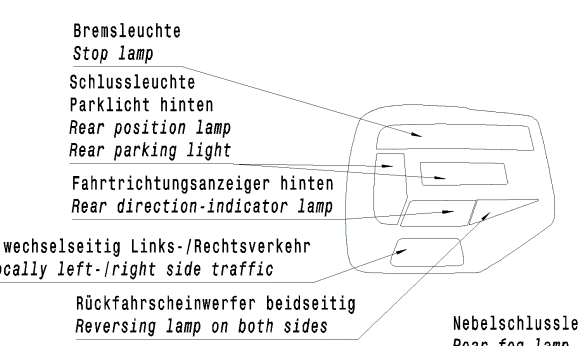 Bremsleuchte
Stop lamp
Schlussleuchte
Parklicht hinten
Rear position lamp
Rear parking light
Fahrtrichtungsanzeiger hinten
Rear direction-indicator lamp
wechselseitig Links-/Rechtsverkehr
left-/right side traffic
Rückfahrscheinwerfer beidseitig
Reversing lamp on both sides
Rear fog lamp